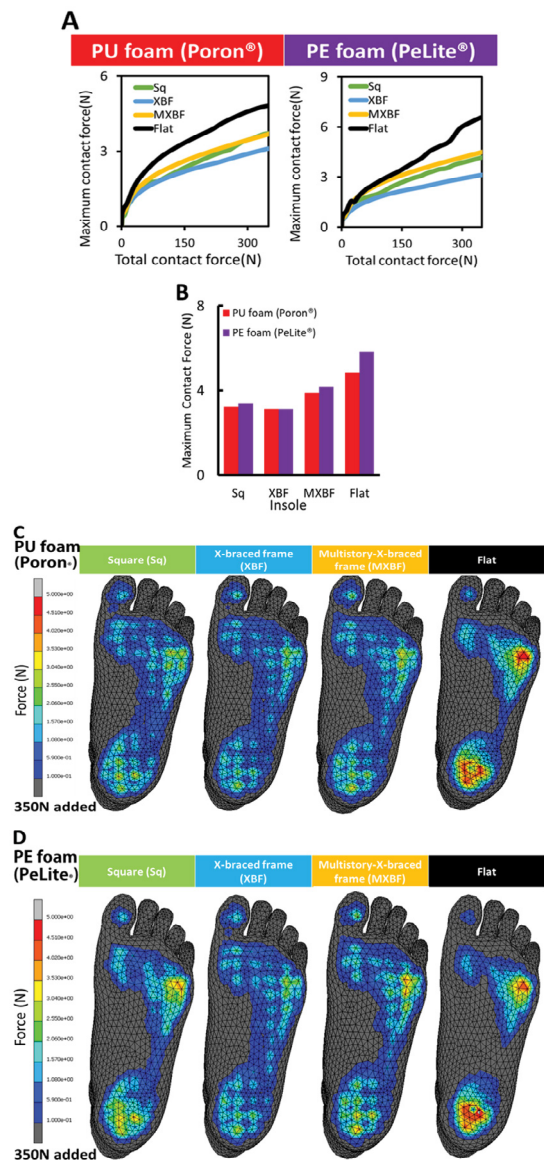 A
PU foam (Poron®) PE foam (PeLite®)
Maximum contact force(N)
6
3
0
Sq
XBF
MXBF
Flat
0 150 300
Total contact force(N)
Maximum contact force(N)
9
6
3
0
Sq
XBF
MXBF
Flat
0 150 300
Total contact force(N)
B
Maximum Contact Force (N)
8
4
0
PU foam (Poron®)
PE foam (PeLite®)
Sq XBF MXBF Flat
Insole
C
PU foam
(Poron®)
Square (Sq)
X-braced frame
(XBF)
Multistory-X-braced
frame (MXBF)
Flat
Force (N)
5.000e+00
4.510e+00
4.020e+00
3.530e+00
3.040e+00
2.550e+00
2.060e+00
1.570e+00
1.080e+00
5.900e-01
1.000e-01
350N added
D
PE foam
(PeLite®)
Square (Sq)
X-braced frame
(XBF)
Multistory-X-braced
frame (MXBF)
Flat
Force (N)
5.000e+00
4.510e+00
4.020e+00
3.530e+00
3.040e+00
2.550e+00
2.060e+00
1.570e+00
1.080e+00
5.900e-01
1.000e-01
350N added